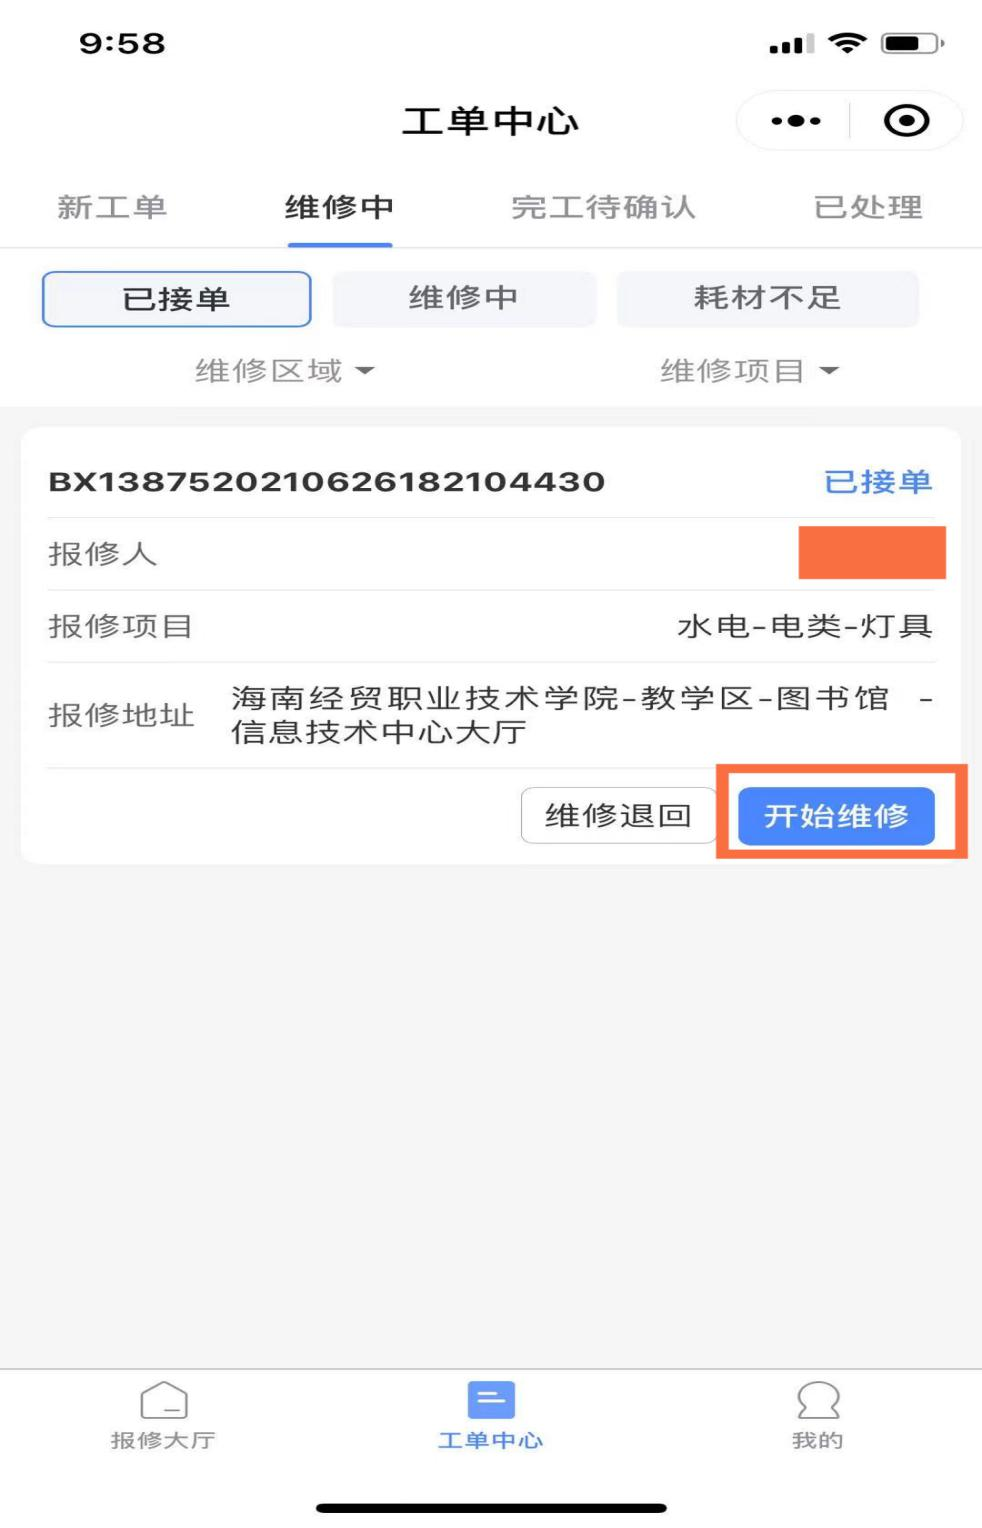 9:58
工单中心
新工单 维修中 完工待确认 已处理
已接单 维修中 耗材不足
维修区域 维修项目
BX138752021062618210​4430 已接单
报修人
报修项目 水电-电类-灯具
报修地址 海南经贸职业技术学院-教学区-图书馆 -
信息技术中心大厅
维修退回 开始维修
报修大厅 工单中心 我的